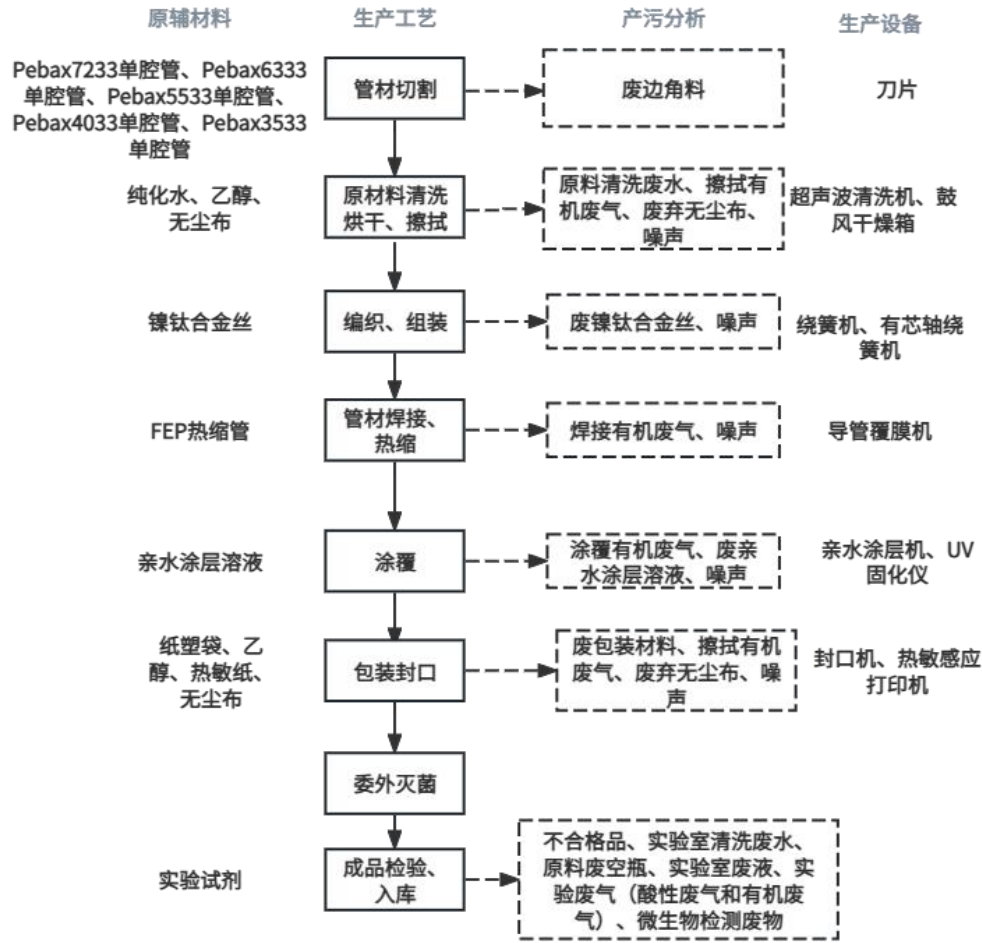 原辅材料
生产工艺
产污分析
生产设备
Pebax7233单腔管、Pebax6333
单腔管、Pebax5533单腔管、
Pebax4033单腔管、Pebax3533
单腔管
管材切割
废边角料
刀片
纯化水、乙醇、
无尘布
原材料清洗
烘干、擦拭
原料清洗废水、擦拭有
机废气、废弃无尘布、
噪声
超声波清洗机、鼓
风干燥箱
镍钛合金丝
编织、组装
废镍钛合金丝、噪声
绕簧机、有芯轴绕
簧机
FEP热缩管
管材焊接、
热缩
焊接有机废气、噪声
导管覆膜机
亲水涂层溶液
涂覆
涂覆有机废气、废亲
水涂层溶液、噪声
亲水涂层机、UV
固化仪
纸塑袋、乙
醇、热敏纸、
无尘布
包装封口
废包装材料、擦拭有机
废气、废弃无尘布、噪
声
封口机、热敏感应
打印机
委外灭菌
实验试剂
成品检验、
入库
不合格品、实验室清洗废水、
原料废空瓶、实验室废液、实
验废气（酸性废气和有机废
气）、微生物检测废物